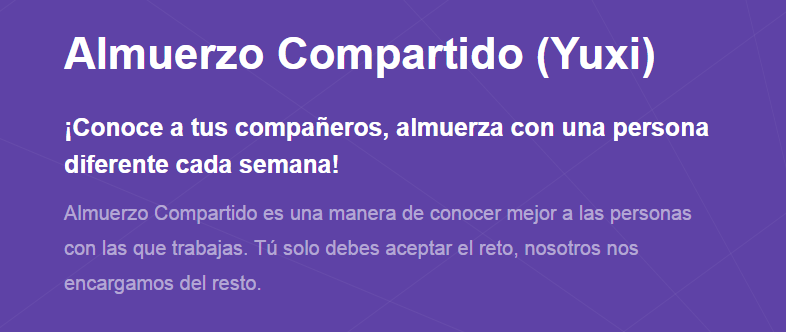 Almuerzo Compartido (Yuxi)
¡Conoce a tus compañeros, almuerza con una persona
diferente cada semana!
Almuerzo Compartido es una manera de conocer mejor a las personas
con las que trabajas. Tú solo debes aceptar el reto, nosotros nos
encargamos del resto.